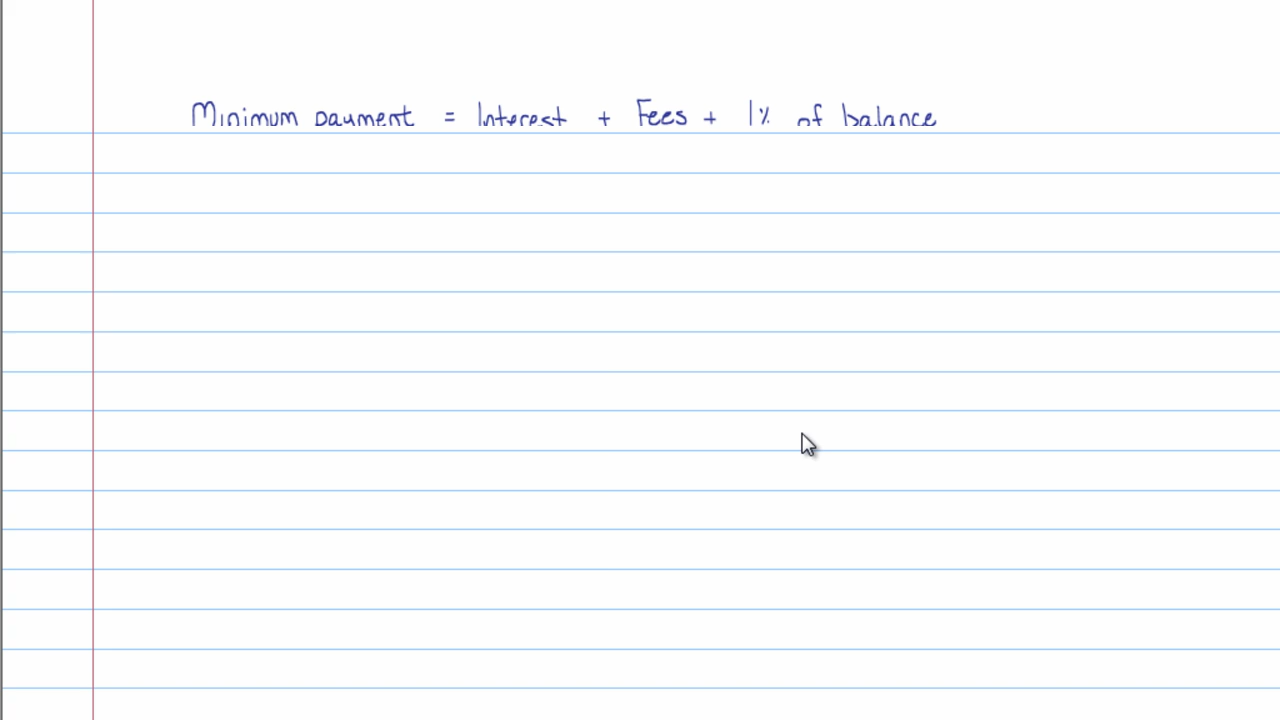 Minimum payment = Interest + Fees + 1% of balance